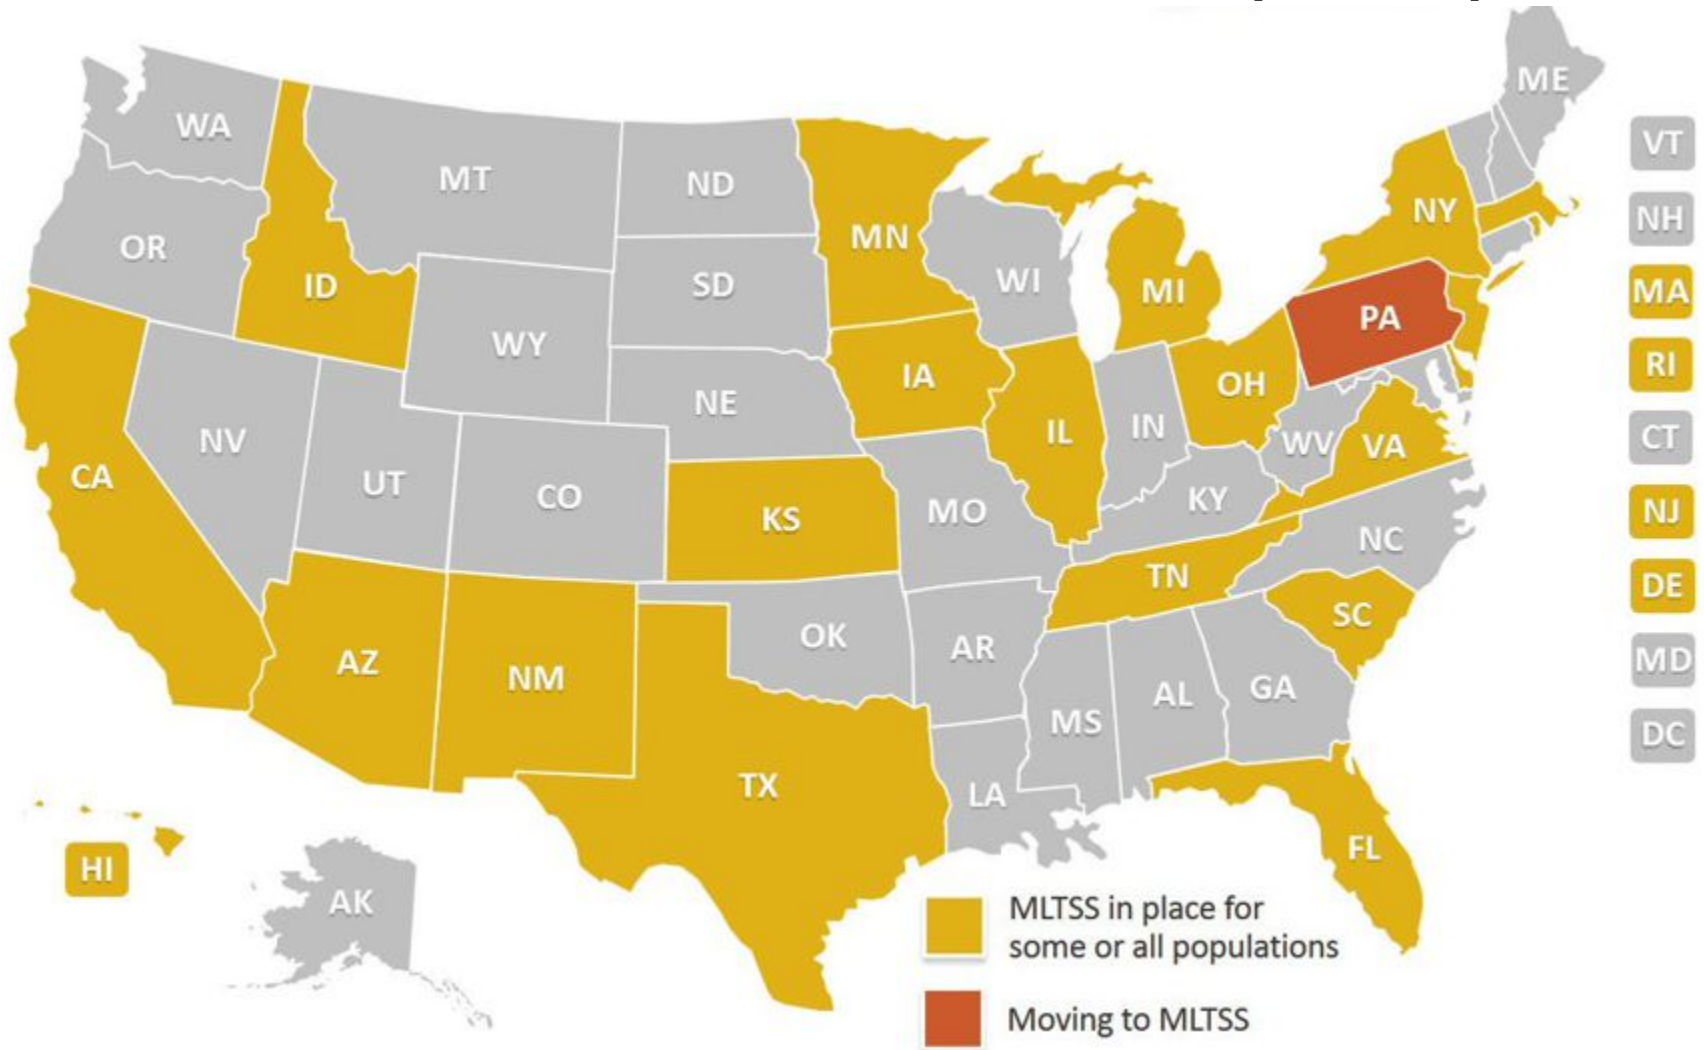 ME
WA
VT
MT
ND
NH
NY
MN
OR
WI
ID
SD
MI
MA
PA
WY
RI
IA
OH
NE
IL
IN
NV
WV
VA
CT
CA
UT
CO
KY
MO
KS
NJ
NC
TN
DE
SC
OK
AR
AZ
NM
MD
GA
AL
MS
DC
TX
LA
FL
HI
AK
MLTSS in place for
some or all populations
Moving to MLTSS